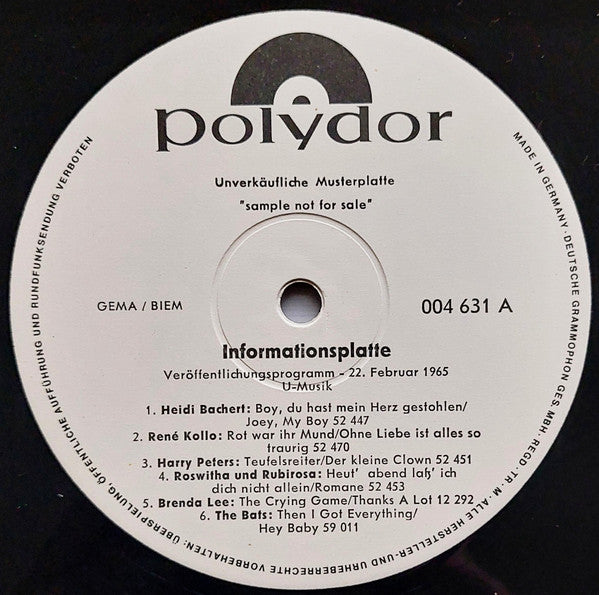 polydor
Unverkäufliche Musterplatte
"sample not for sale"
GEMA / BIEM
004 631 A
Informationsplatte
Veröffentlichungsprogramm - 22. Februar 1965
U-Musik
1. Heidi Bachert: Boy, du hast mein Herz gestohlen/
Joey, My Boy 52 447
2. René Kollo: Rot war ihr Mund/Ohne Liebe ist alles so
traurig 52 470
3. Harry Peters: Teufelsreiter/Der kleine Clown 52 451
4. Roswitha und Rubirosa: Heut' abend laß' ich
dich nicht allein/Romane 52 453
5. Brenda Lee: The Crying Game/Thanks A Lot 12 292
6. The Bats: Then I Got Everything/
Hey Baby 59 011
MADE IN GERMANY · DEUTSCHE GRAMMOPHON GES. MBH · REGD · TR · M · ALLE HERSTELLER- UND URHEBERRECHTE VORBEHALTEN: ÜBERSPIELUNG, ÖFFENTLICHE AUFFÜHRUNG UND RUNDFUNKSENDUNG VERBOTEN